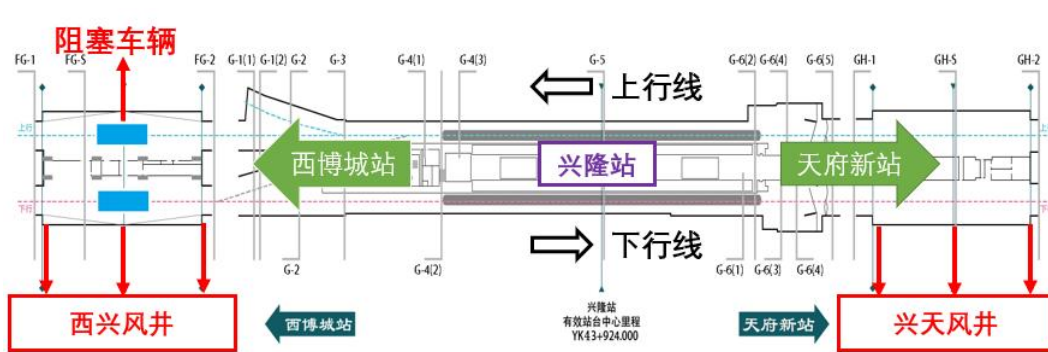 阻塞车辆
FG-1
FG-S
FG-2
G-1(1)
G-1(2)
G-2
G-3
G-4(1)
G-4(3)
G-5
G-6(2)
G-6(4)
G-6(5)
GH-1
GH-S
GH-2
上行线
上行
上行
西博城站
兴隆站
天府新站
下行
下行线
G-2
G-4(2)
G-6(1)
G-6(3)
G-6(4)
西兴风井
西博城站
兴隆站
有效站台中心里程
YK43+924.000
天府新站
兴天风井